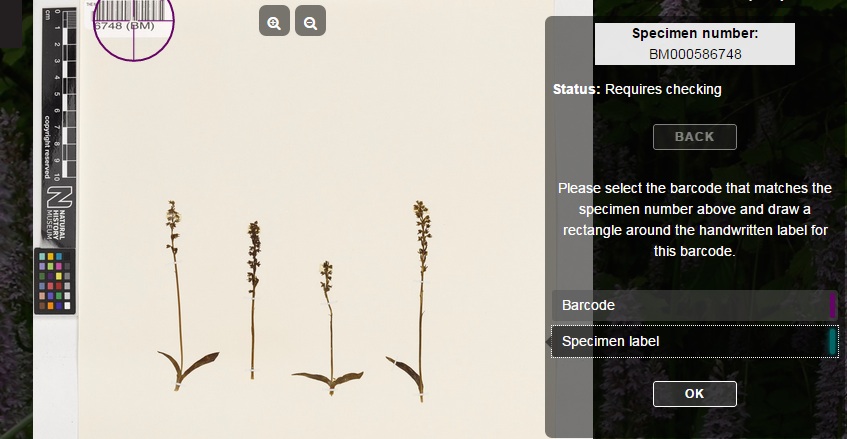 6748 (BM)
cm
1
2
3
4
5
6
7
8
9
10
copyright reserved
NATURAL
HISTORY
MUSEUM
Specimen number:
BM000586748
Status: Requires checking
BACK
Please select the barcode that matches the
specimen number above and draw a
rectangle around the handwritten label for
this barcode.
Barcode
Specimen label
OK